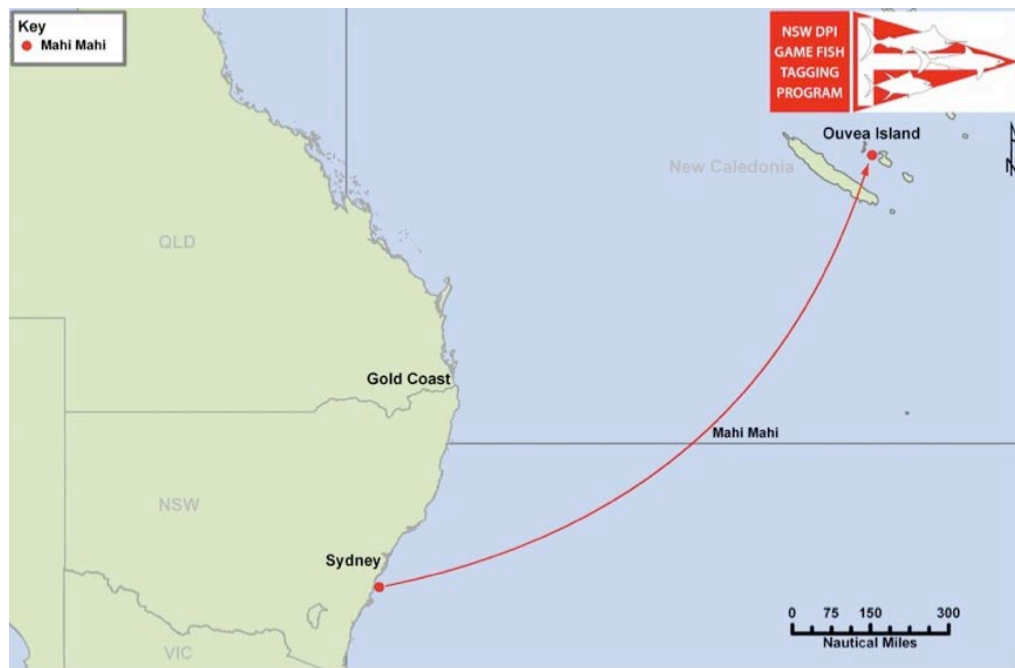 Key
Mahi Mahi
NSW DPI
GAME FISH
TAGGING
PROGRAM
Ouvea Island
New Caledonia
N
QLD
Gold Coast
Mahi Mahi
NSW
Sydney
0 75 150 300
Nautical Miles
VIC